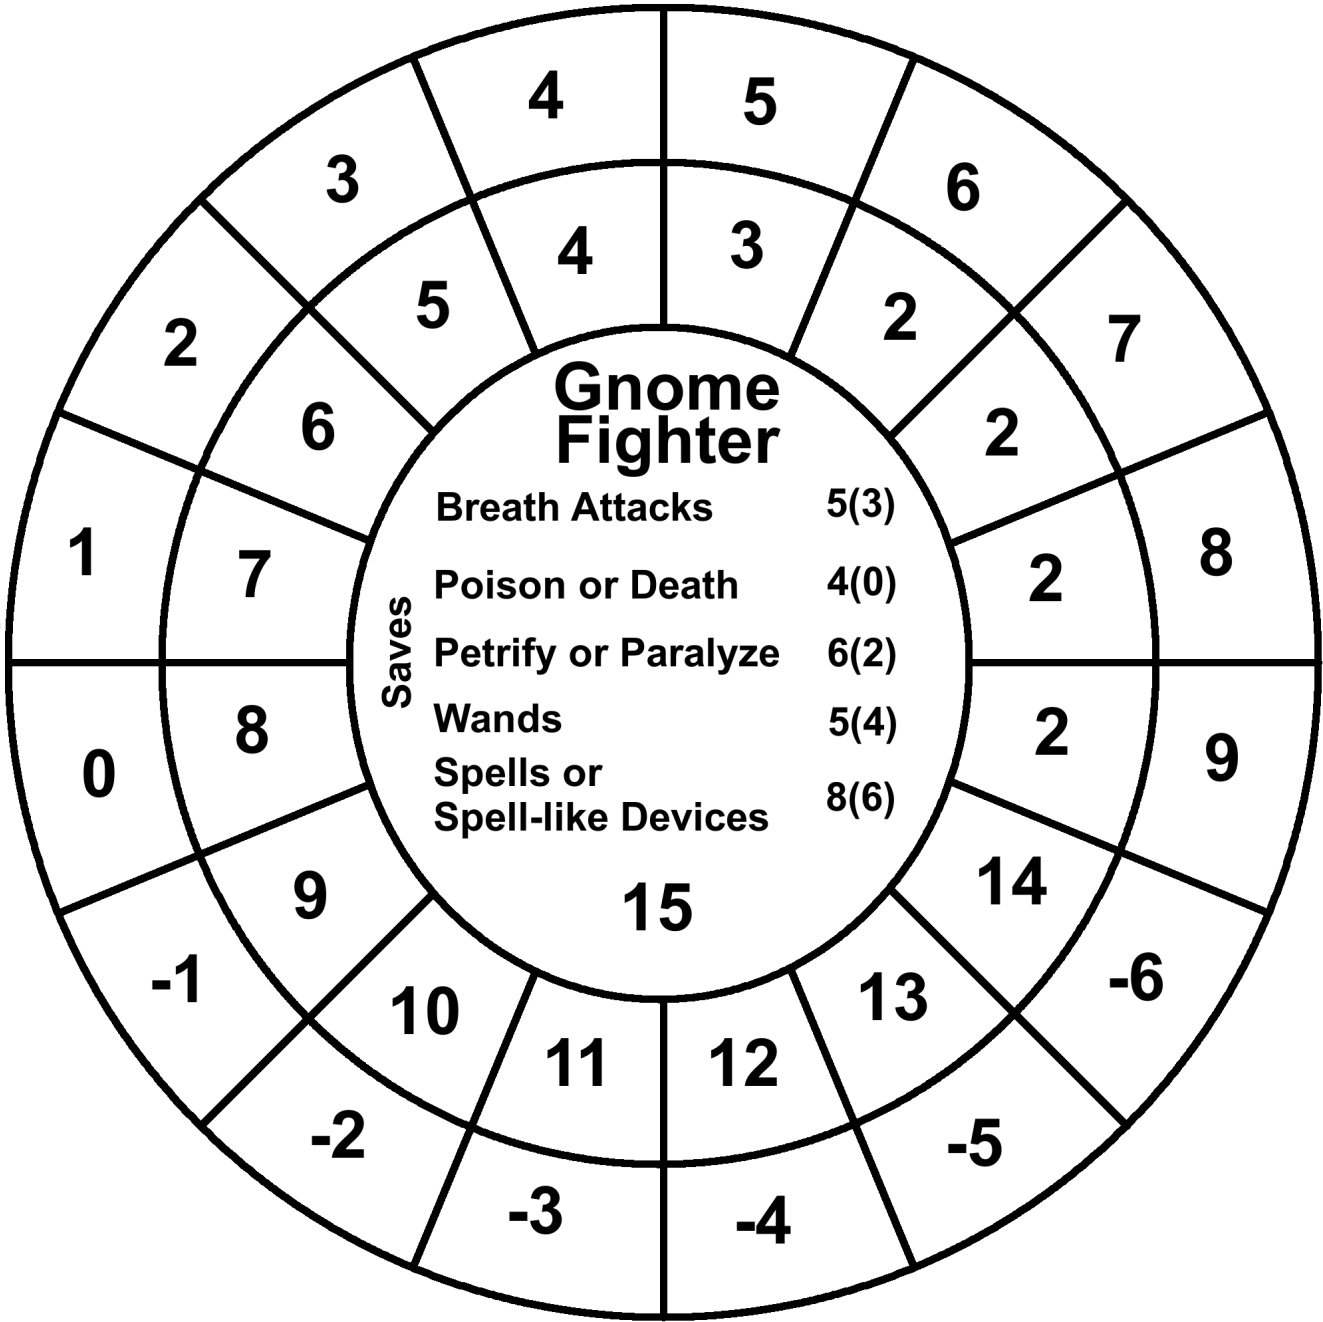 4 5
3 6
4 3
5 2
2 7
6 2
1 8
7 2
Gnome
Fighter
Saves
Breath Attacks 5(3)
Poison or Death 4(0)
Petrify or Paralyze 6(2)
Wands 5(4)
Spells or
Spell-like Devices 8(6)
15
8 2
0 9
9 14
-1 -6
10 13
11 12
-2 -5
-3 -4